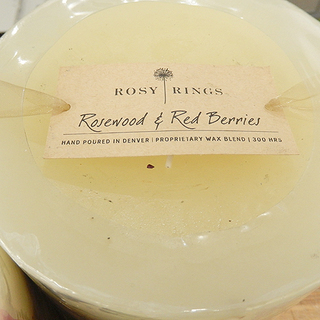 ROSY RINGS
Rosewood & Red Berries
HAND POURED IN DENVER | PROPRIETARY WAX BLEND | 300 HRS